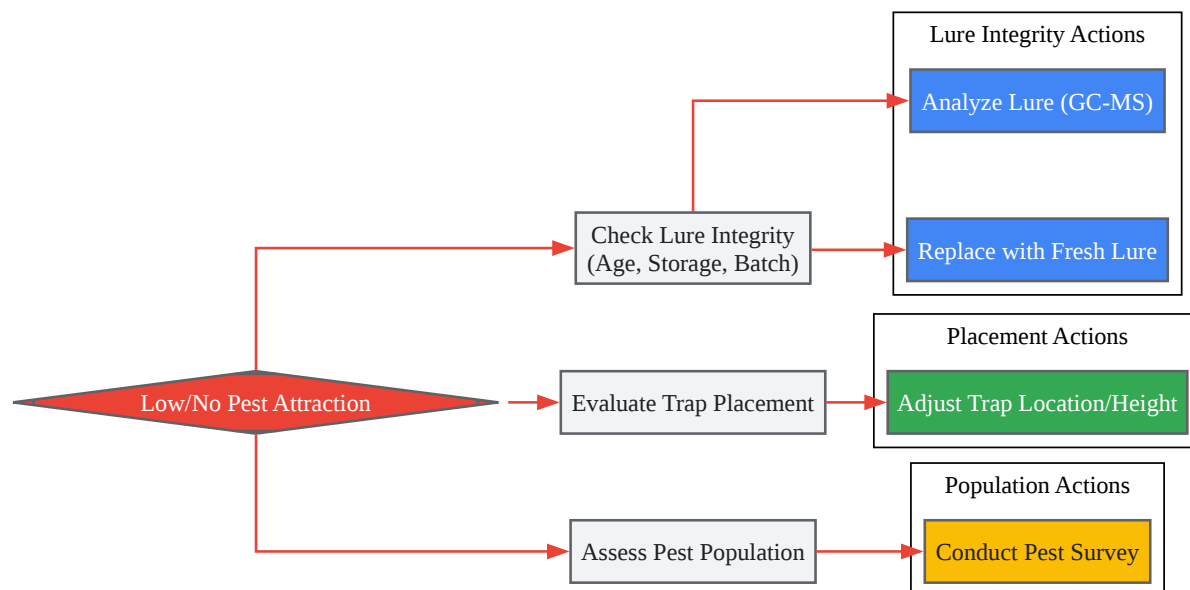 Lure Integrity Actions
Analyze Lure (GC-MS)
Check Lure Integrity
(Age, Storage, Batch)
Replace with Fresh Lure
Placement Actions
Low/No Pest Attraction
Evaluate Trap Placement
Adjust Trap Location/Height
Population Actions
Assess Pest Population
Conduct Pest Survey